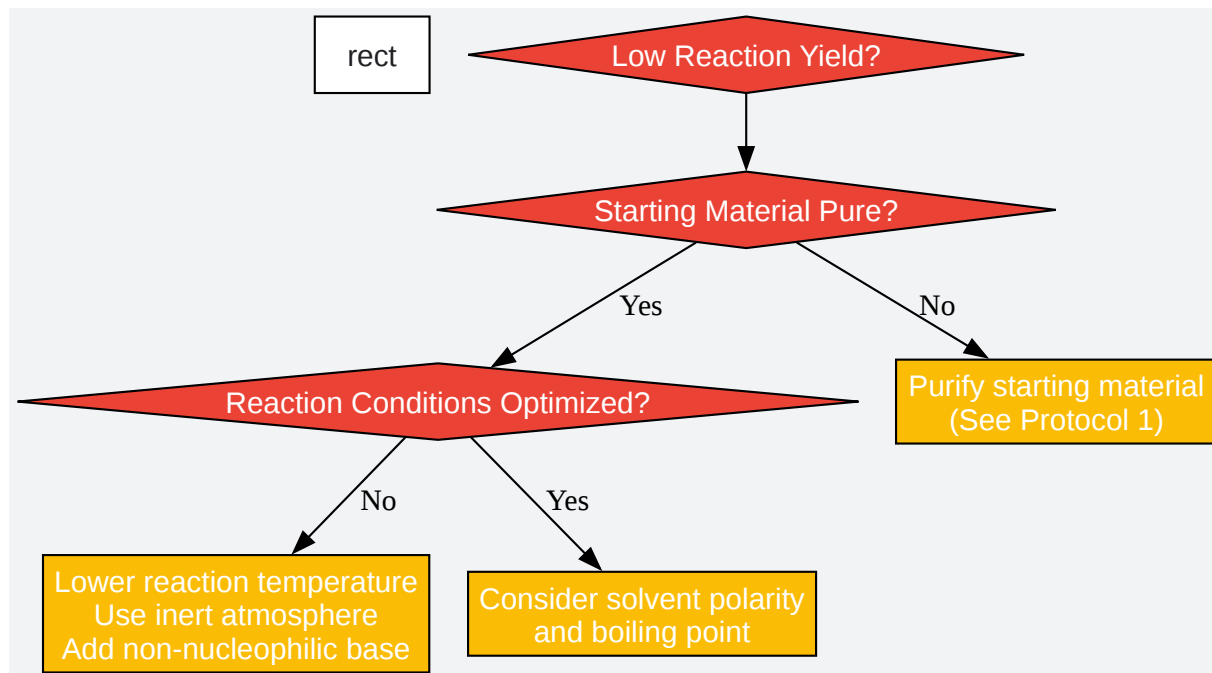 rect
Low Reaction Yield?
Starting Material Pure?
Yes
No
Reaction Conditions Optimized?
Purify starting material
(See Protocol 1)
No
Yes
Lower reaction temperature
Use inert atmosphere
Add non-nucleophilic base
Consider solvent polarity
and boiling point